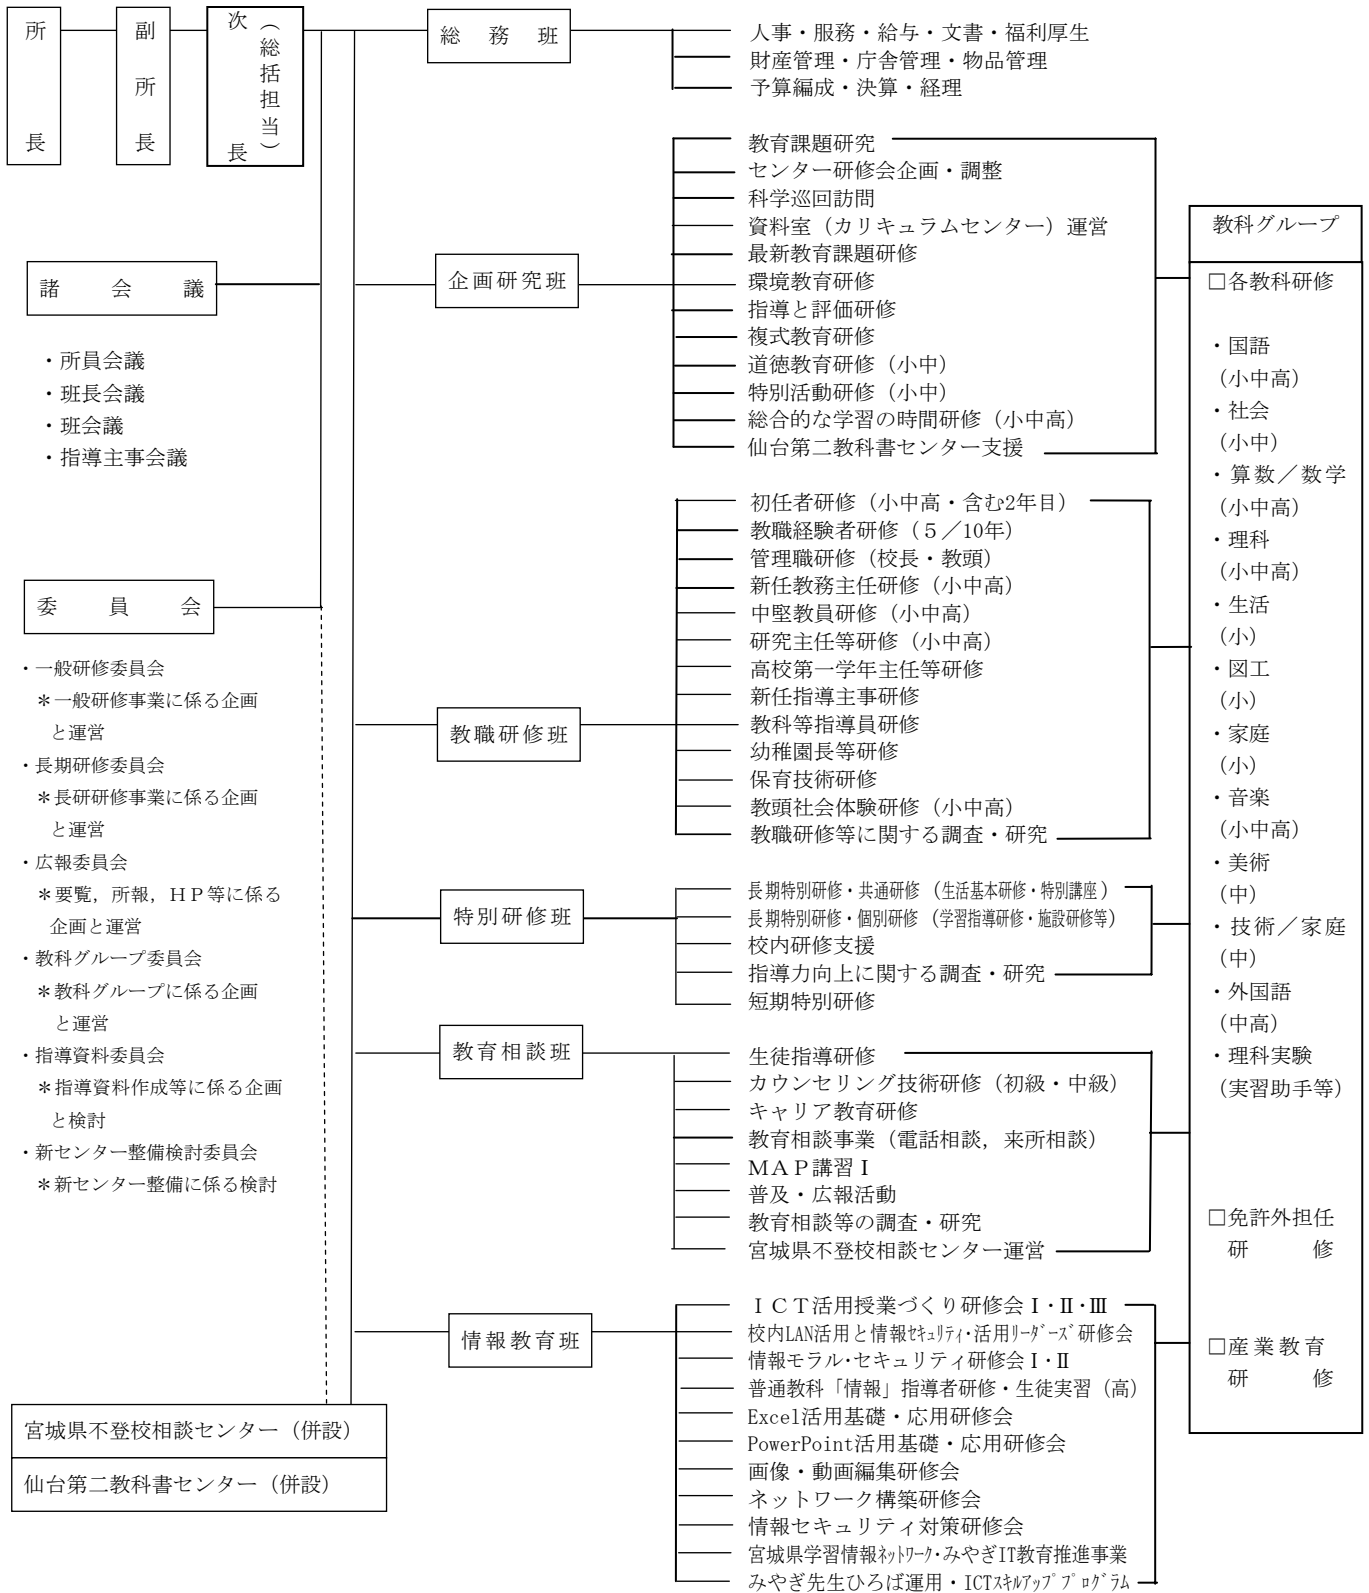 所長
副所長
次長
（総括担当）
総務班
人事・服務・給与・文書・福利厚生
財産管理・庁舎管理・物品管理
予算編成・決算・経理
諸会議
・所員会議
・班長会議
・班会議
・指導主事会議
委員会
・一般研修委員会
＊一般研修事業に係る企画
と運営
・長期研修委員会
＊長研研修事業に係る企画
と運営
・広報委員会
＊要覧，所報，ＨＰ等に係る
企画と運営
・教科グループ委員会
＊教科グループに係る企画
と運営
・指導資料委員会
＊指導資料作成等に係る企画
と検討
・新センター整備検討委員会
＊新センター整備に係る検討
宮城県不登校相談センター（併設）
仙台第二教科書センター（併設）
企画研究班
教育課題研究
センター研修会企画・調整
科学巡回訪問
資料室（カリキュラムセンター）運営
最新教育課題研修
環境教育研修
指導と評価研修
複式教育研修
道徳教育研修（小中）
特別活動研修（小中）
総合的な学習の時間研修（小中高）
仙台第二教科書センター支援
教職研修班
初任者研修（小中高・含む2年目）
教職経験者研修（５／10年）
管理職研修（校長・教頭）
新任教務主任研修（小中高）
中堅教員研修（小中高）
研究主任等研修（小中高）
高校第一学年主任等研修
新任指導主事研修
教科等指導員研修
幼稚園長等研修
保育技術研修
教頭社会体験研修（小中高）
教職研修等に関する調査・研究
特別研修班
長期特別研修・共通研修（生活基本研修・特別講座）
長期特別研修・個別研修（学習指導研修・施設研修等）
校内研修支援
指導力向上に関する調査・研究
短期特別研修
教育相談班
生徒指導研修
カウンセリング技術研修（初級・中級）
キャリア教育研修
教育相談事業（電話相談，来所相談）
ＭＡＰ講習Ⅰ
普及・広報活動
教育相談等の調査・研究
宮城県不登校相談センター運営
情報教育班
ＩＣＴ活用授業づくり研修会Ⅰ・Ⅱ・Ⅲ
校内LAN活用と情報ｾｷｭﾘﾃｨ・活用ﾘｰﾀﾞｰｽﾞ研修会
情報モラル・セキュリティ研修会Ⅰ・Ⅱ
普通教科「情報」指導者研修・生徒実習（高）
Excel活用基礎・応用研修会
PowerPoint活用基礎・応用研修会
画像・動画編集研修会
ネットワーク構築研修会
情報セキュリティ対策研修会
宮城県学習情報ﾈｯﾄﾜｰｸ・みやぎIT教育推進事業
みやぎ先生ひろば運用・ICTｽｷﾙｱｯﾌﾟﾌﾟﾛｸﾞﾗﾑ
教科グループ
□各教科研修
・国語
（小中高）
・社会
（小中）
・算数／数学
（小中高）
・理科
（小中高）
・生活
（小）
・図工
（小）
・家庭
（小）
・音楽
（小中高）
・美術
（中）
・技術／家庭
（中）
・外国語
（中高）
・理科実験
（実習助手等）
□免許外担任
研修
□産業教育
研修